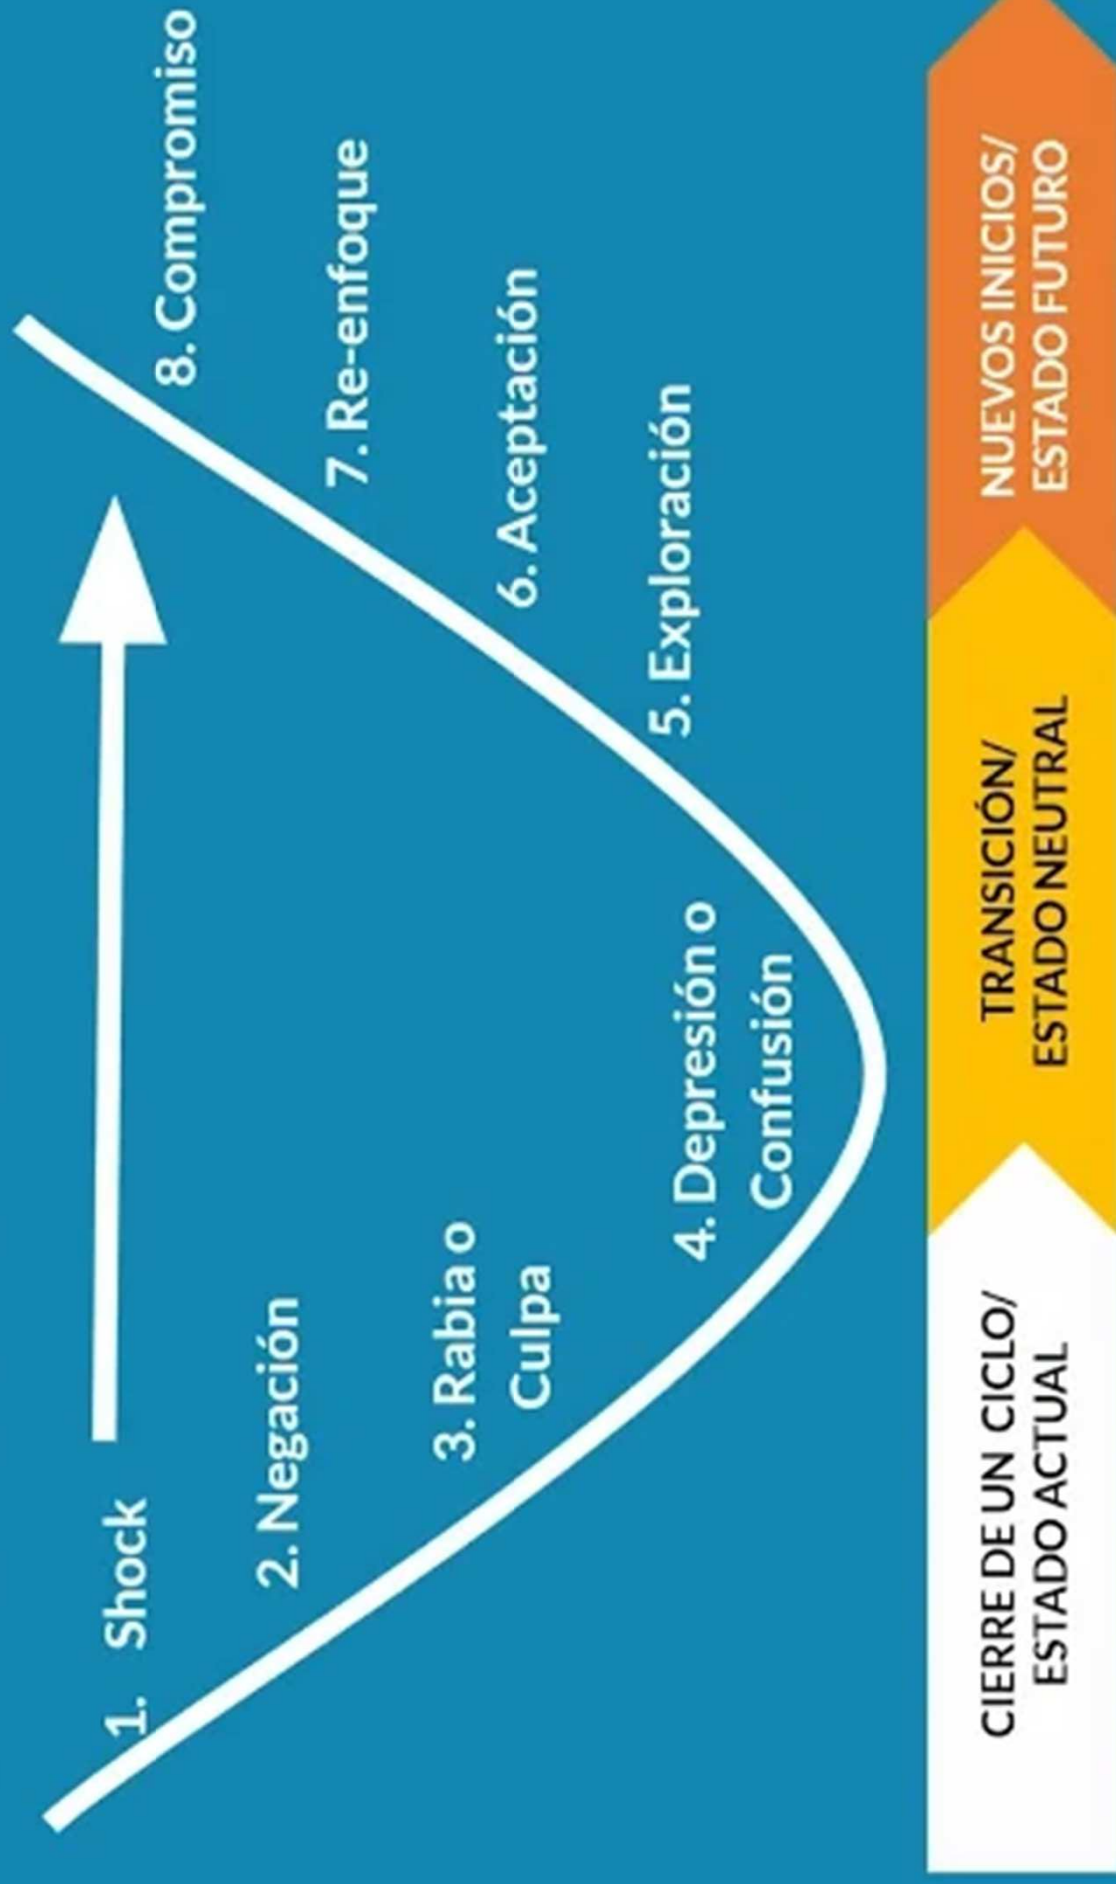 1. Shock
2. Negación
3. Rabia o
Culpa
4. Depresión o
Confusión
5. Exploración
6. Aceptación
7. Re-enfoque
8. Compromiso
CIERRE DE UN CICLO/
ESTADO ACTUAL
TRANSICIÓN/
ESTADO NEUTRAL
NUEVOS INICIOS/
ESTADO FUTURO